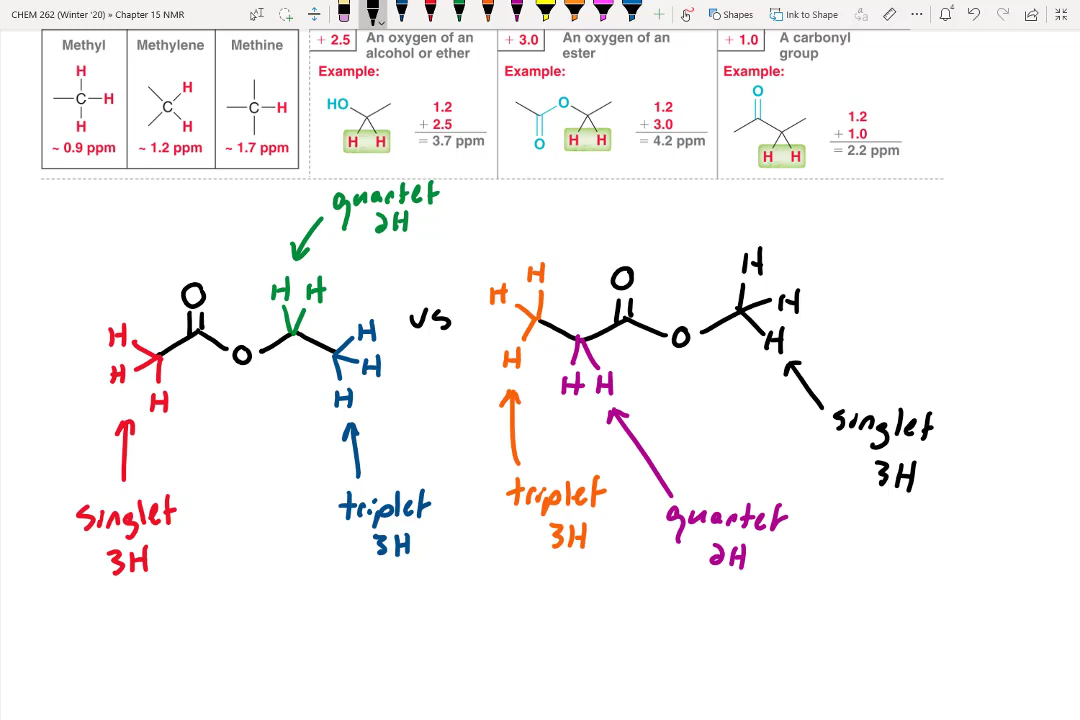 CHEM 262 (Winter '20) » Chapter 15 NMR
Shapes
Ink to Shape
Methyl
H
C H
H
~ 0.9 ppm
Methylene
H
C
H
~ 1.2 ppm
Methine
C H
~ 1.7 ppm
+ 2.5
An oxygen of an
alcohol or ether
Example:
HO
H H
1.2
+ 2.5
= 3.7 ppm
+ 3.0
An oxygen of an
ester
Example:
O
O
H H
1.2
+ 3.0
= 4.2 ppm
+ 1.0
A carbonyl
group
Example:
O
H H
1.2
+ 1.0
= 2.2 ppm
quartet
2H
O
H H
H
H
H
O
H
H
H
vs
H
H
H
O
H H
O
H
H
H
singlet
3H
triplet
3H
triplet
3H
quartet
2H
singlet
3H